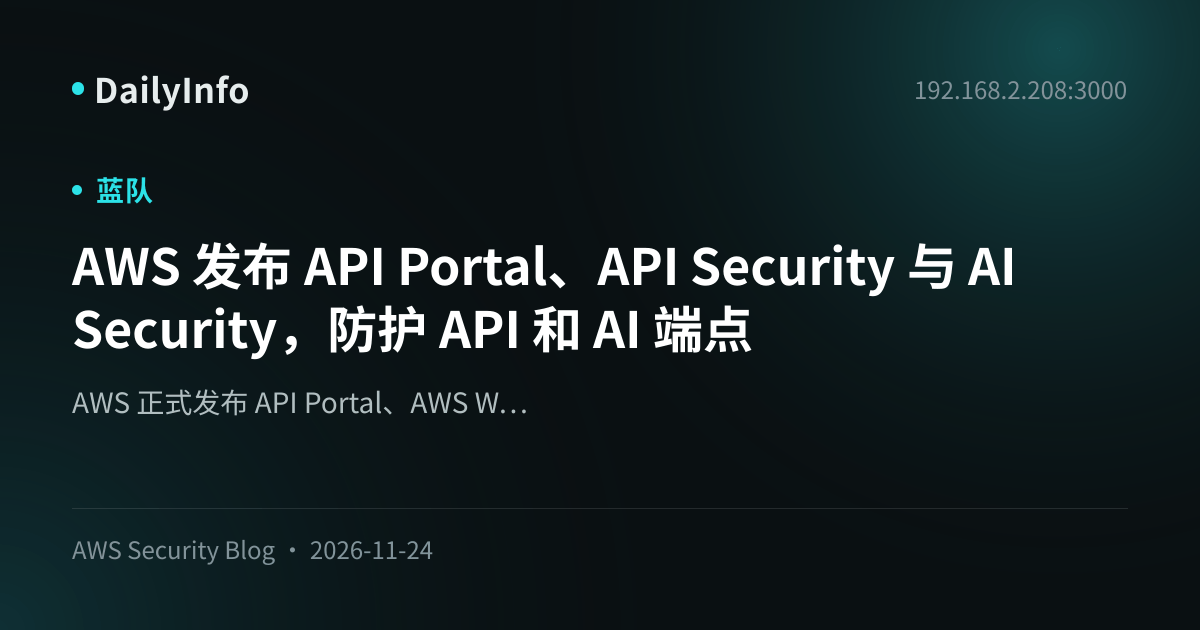 DailyInfo
192.168.2.208:3000
蓝队
AWS 发布 API Portal、API Security 与 AI
Security，防护 API 和 AI 端点
AWS 正式发布 API Portal、AWS W…
AWS Security Blog · 2026-11-24